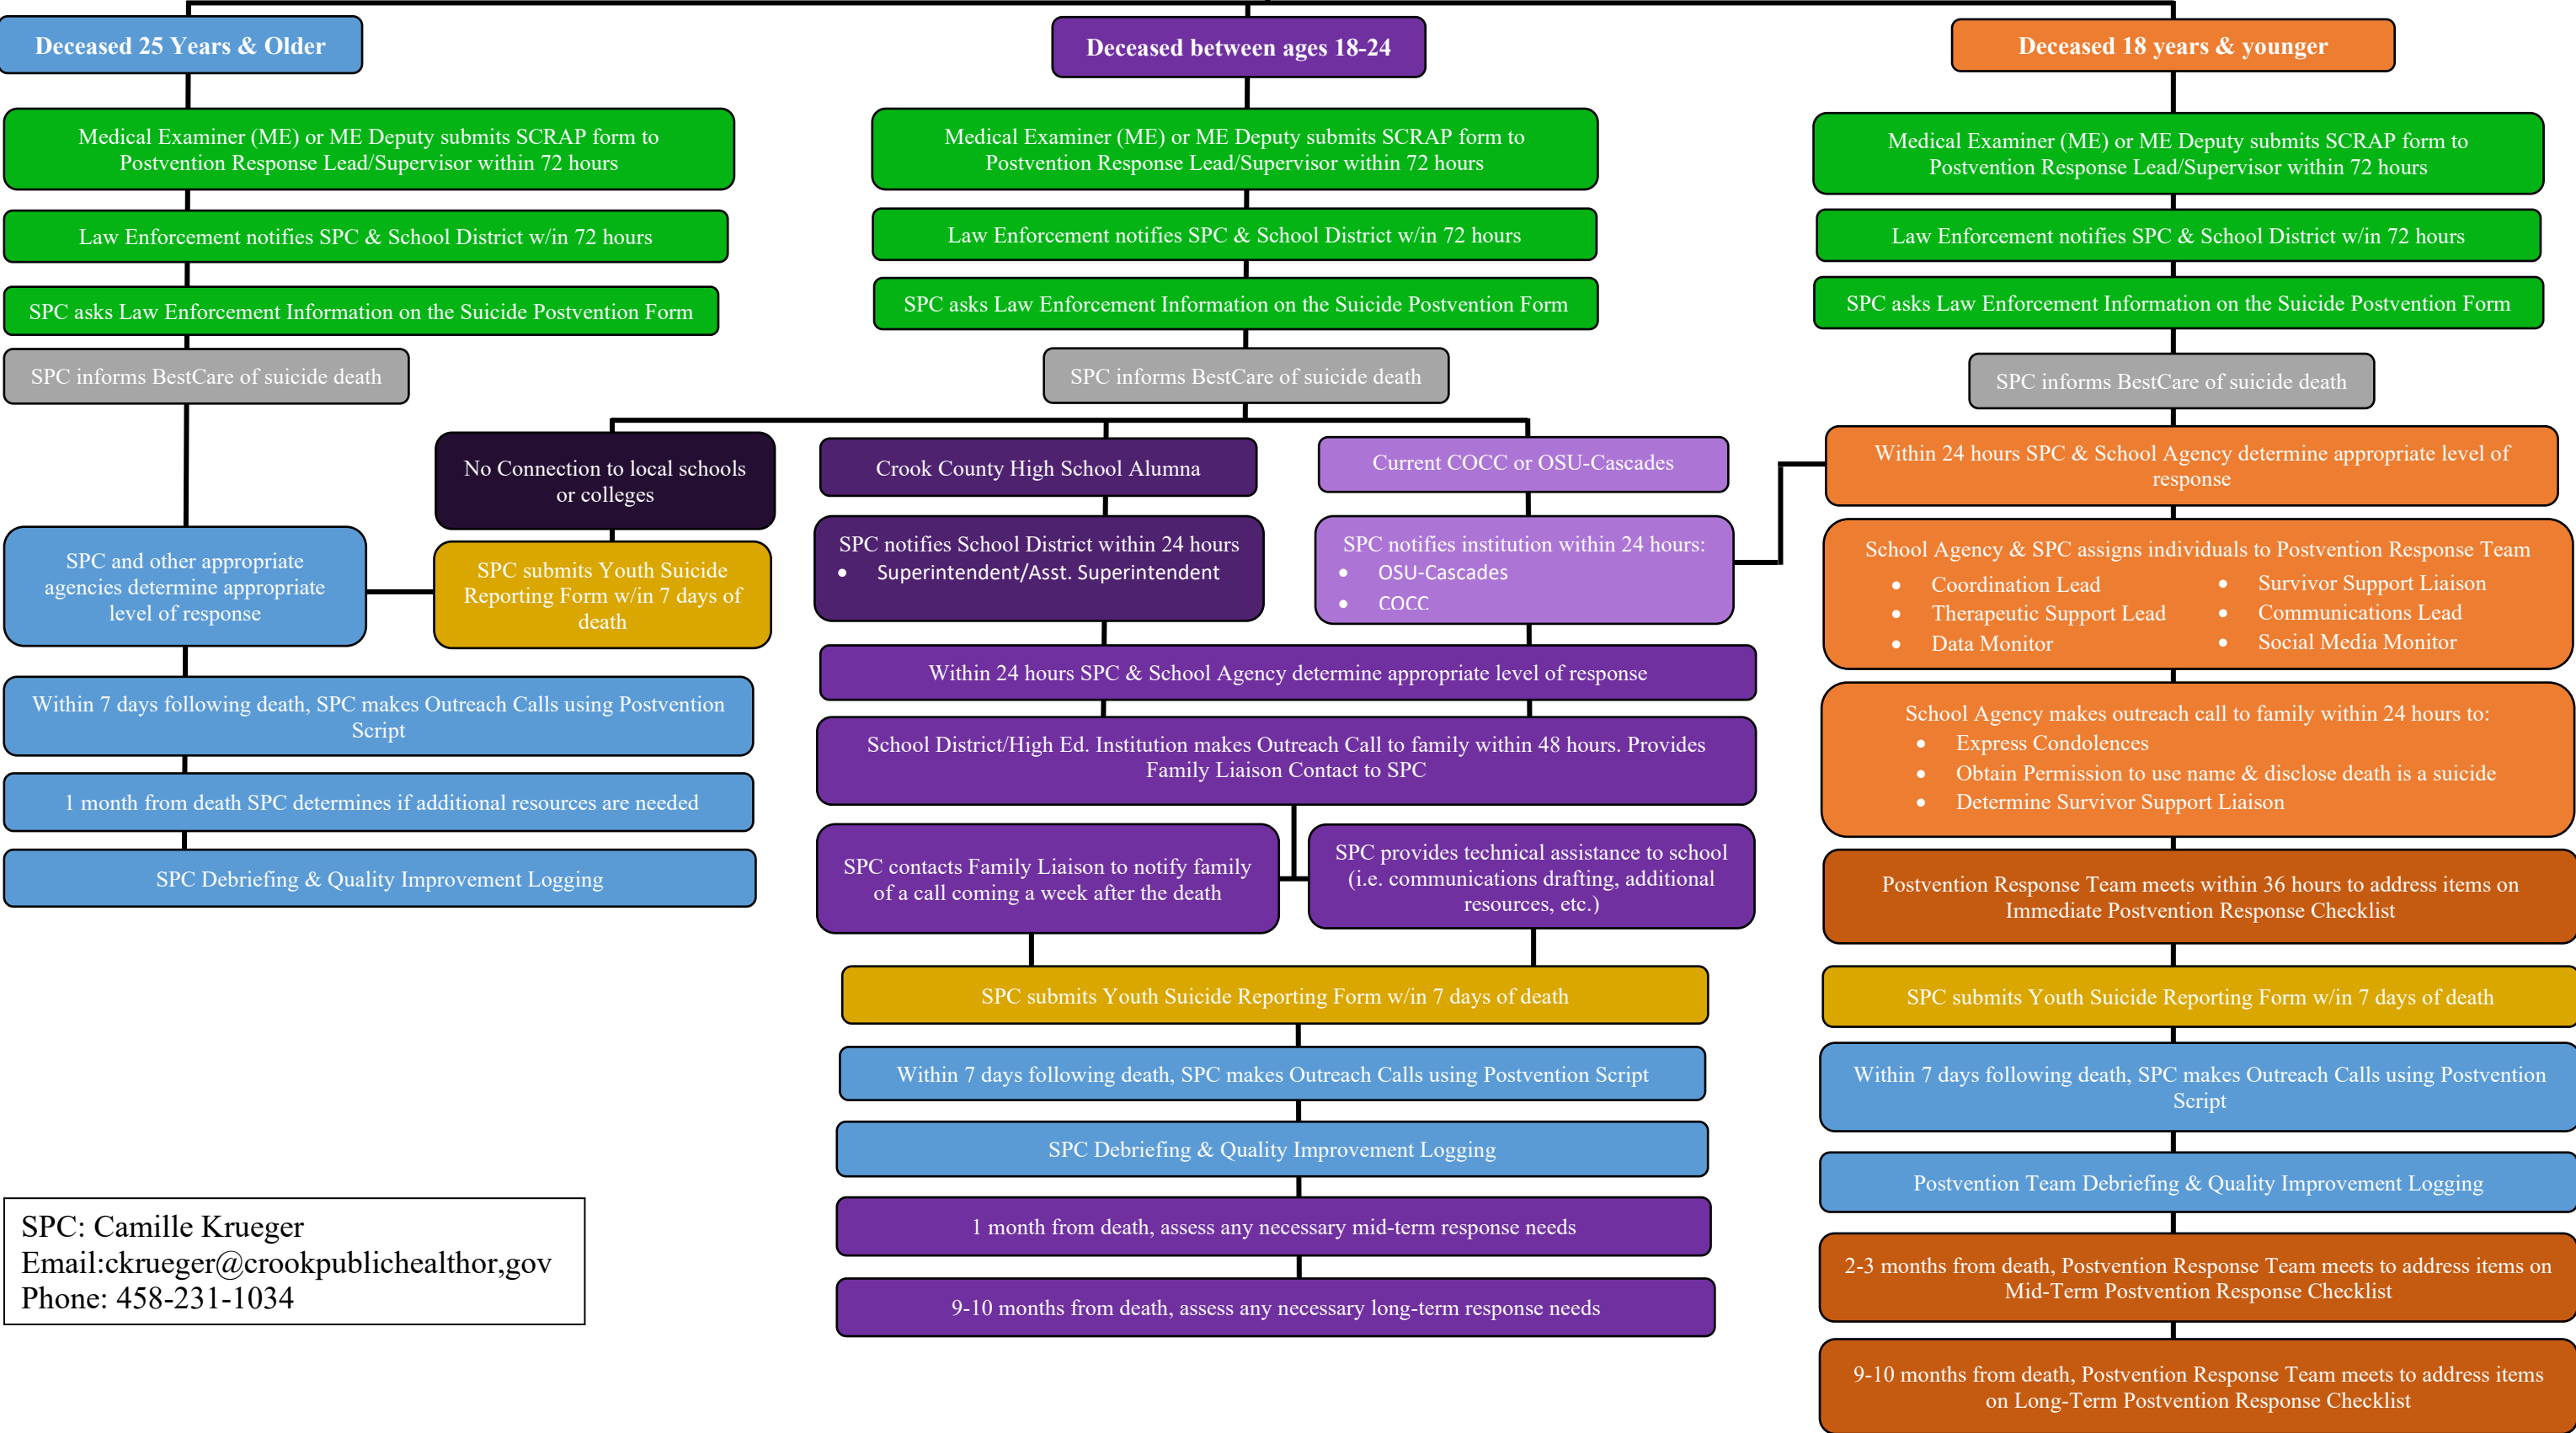 Deceased 25 Years & Older
Medical Examiner (ME) or ME Deputy submits SCRAP form to
Postvention Response Lead/Supervisor within 72 hours
Law Enforcement notifies SPC & School District w/in 72 hours
SPC asks Law Enforcement Information on the Suicide Postvention Form
SPC informs BestCare of suicide death
SPC and other appropriate
agencies determine appropriate
level of response
Within 7 days following death, SPC makes Outreach Calls using Postvention
Script
1 month from death SPC determines if additional resources are needed
SPC Debriefing & Quality Improvement Logging
Deceased between ages 18-24
Medical Examiner (ME) or ME Deputy submits SCRAP form to
Postvention Response Lead/Supervisor within 72 hours
Law Enforcement notifies SPC & School District w/in 72 hours
SPC asks Law Enforcement Information on the Suicide Postvention Form
SPC informs BestCare of suicide death
No Connection to local schools
or colleges
SPC submits Youth Suicide
Reporting Form w/in 7 days of
death
Crook County High School Alumna
SPC notifies School District within 24 hours
• Superintendent/Asst. Superintendent
Current COCC or OSU-Cascades
SPC notifies institution within 24 hours:
• OSU-Cascades
• COCC
Within 24 hours SPC & School Agency determine appropriate level of response
School District/High Ed. Institution makes Outreach Call to family within 48 hours. Provides
Family Liaison Contact to SPC
SPC contacts Family Liaison to notify family
of a call coming a week after the death
SPC provides technical assistance to school
(i.e. communications drafting, additional
resources, etc.)
SPC submits Youth Suicide Reporting Form w/in 7 days of death
Within 7 days following death, SPC makes Outreach Calls using Postvention Script
SPC Debriefing & Quality Improvement Logging
1 month from death, assess any necessary mid-term response needs
9-10 months from death, assess any necessary long-term response needs
Deceased 18 years & younger
Medical Examiner (ME) or ME Deputy submits SCRAP form to
Postvention Response Lead/Supervisor within 72 hours
Law Enforcement notifies SPC & School District w/in 72 hours
SPC asks Law Enforcement Information on the Suicide Postvention Form
SPC informs BestCare of suicide death
Within 24 hours SPC & School Agency determine appropriate level of
response
School Agency & SPC assigns individuals to Postvention Response Team
• Coordination Lead
• Therapeutic Support Lead
• Data Monitor
• Survivor Support Liaison
• Communications Lead
• Social Media Monitor
School Agency makes outreach call to family within 24 hours to:
• Express Condolences
• Obtain Permission to use name & disclose death is a suicide
• Determine Survivor Support Liaison
Postvention Response Team meets within 36 hours to address items on
Immediate Postvention Response Checklist
SPC submits Youth Suicide Reporting Form w/in 7 days of death
Within 7 days following death, SPC makes Outreach Calls using Postvention
Script
Postvention Team Debriefing & Quality Improvement Logging
2-3 months from death, Postvention Response Team meets to address items on
Mid-Term Postvention Response Checklist
9-10 months from death, Postvention Response Team meets to address items
on Long-Term Postvention Response Checklist
SPC: Camille Krueger
Email:ckrueger@crookpublichealthor,gov
Phone: 458-231-1034